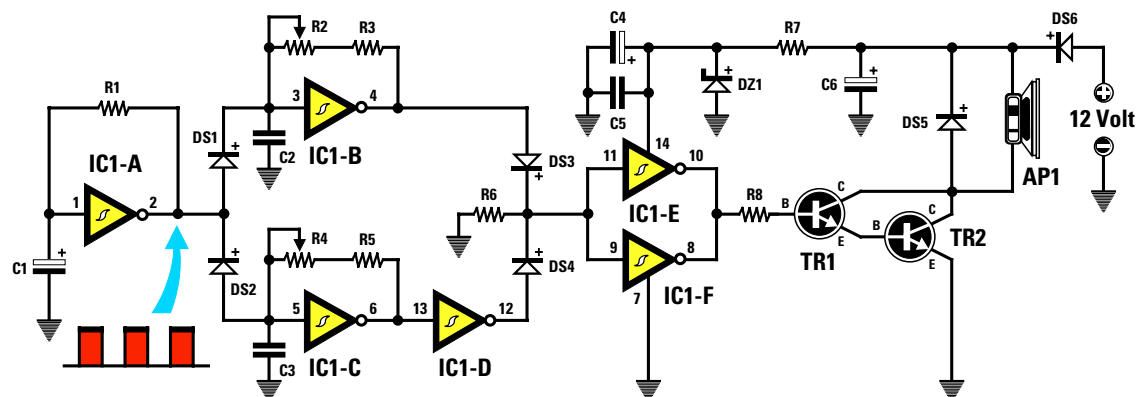 R1
IC1-A
1
2
C1
+
DS1
+
DS2
+
R2
R3
3
4
C2
IC1-B
R4
R5
5
6
C3
IC1-C
13
12
IC1-D
DS3
+
R6
DS4
+
C4
+
C5
DZ1
+
14
11
10
IC1-E
9
8
7
IC1-F
R7
C6
+
R8
B
C
E
TR1
B
C
E
TR2
DS5
+
AP1
DS6
+
+
12 Volt
−